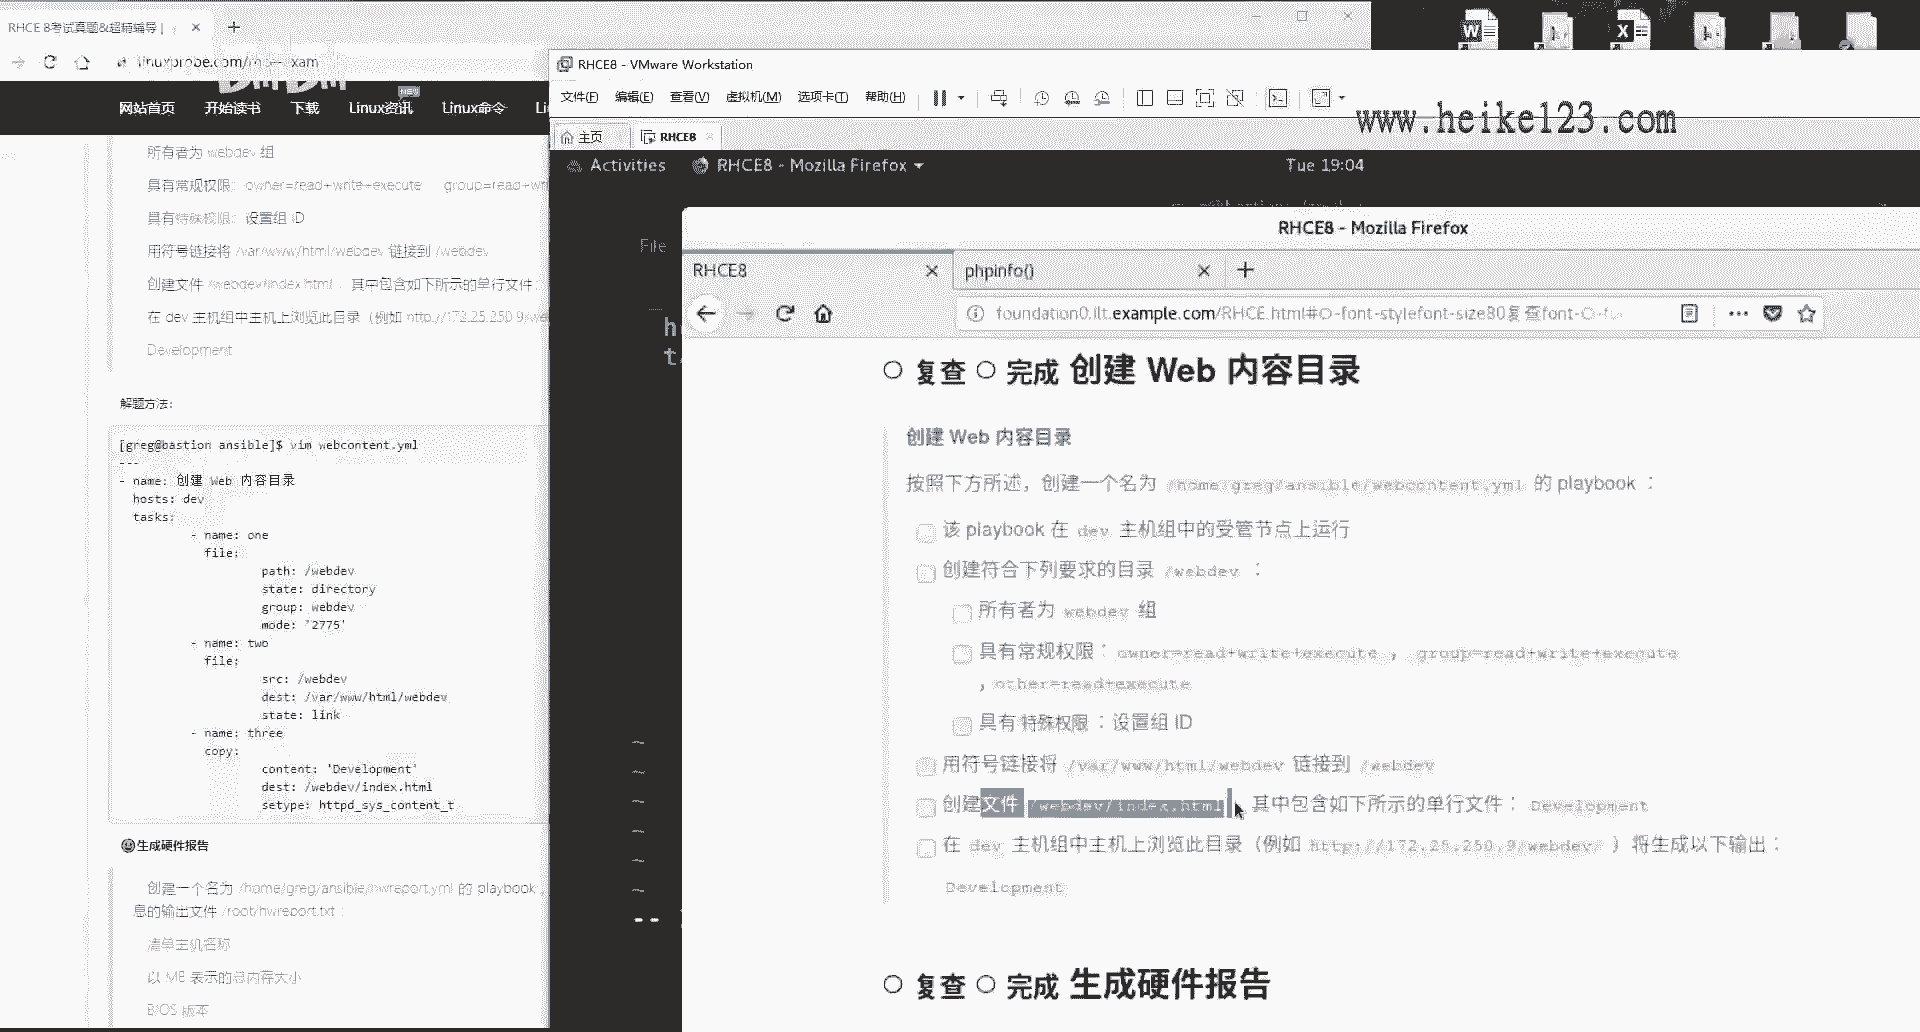 RHCE 8考试真题&超精辅导 |
linuxprobe.com/
网站首页 开始读书 下载 Linux资讯 NEW Linux命令
所有者为 webdev 组
具有常规权限：owner=read+write+execute group=read+wri
具有特殊权限：设置组 ID
用符号链接将 /var/www/html/webdev 链接到 /webdev
创建文件 /webdev/index.html ，其中包含如下所示的单行文件：
在 dev 主机组中主机上浏览此目录（例如 http://172.25.250.9/we
Development
解题方法:
[greg@bastion ansible]$ vim webcontent.yml
---
- name: 创建 Web 内容目录
hosts: dev
tasks:
- name: one
file:
path: /webdev
state: directory
group: webdev
mode: '2775'
- name: two
file:
src: /webdev
dest: /var/www/html/webdev
state: link
- name: three
copy:
content: 'Development'
dest: /webdev/index.html
setype: httpd_sys_content_t
生成硬件报告
创建一个名为 /home/greg/ansible/hwreport.yml 的 playbook
息的输出文件 /root/hwreport.txt：
清单主机名称
以 MB 表示的总内存大小
BIOS 版本
RHCE8 - VMware Workstation
文件(F) 编辑(E) 查看(V) 虚拟机(M) 选项卡(T) 帮助(H)
www.heike123.com
主页 RHCE8
Activities RHCE8 - Mozilla Firefox Tue 19:04
File
RHCE8 - Mozilla Firefox
RHCE8 phpinfo()
foundation0.ilt.example.com/RHCE.html#O-font-stylefont-size80复查font-O-fo
复查 完成 创建 Web 内容目录
创建 Web 内容目录
按照下方所述，创建一个名为 /home/greg/ansible/webcontent.yml 的 playbook ：
该 playbook 在 dev 主机组中的受管节点上运行
创建符合下列要求的目录 /webdev ：
所有者为 webdev 组
具有常规权限：owner=read+write+execute ， group=read+write+execute
，other=read+execute
具有特殊权限：设置组 ID
用符号链接将 /var/www/html/webdev 链接到 /webdev
创建文件 /webdev/index.html ，其中包含如下所示的单行文件： Development
在 dev 主机组中主机上浏览此目录（例如 http://172.25.250.9/webdev/ ）将生成以下输出：
Development
复查 完成 生成硬件报告